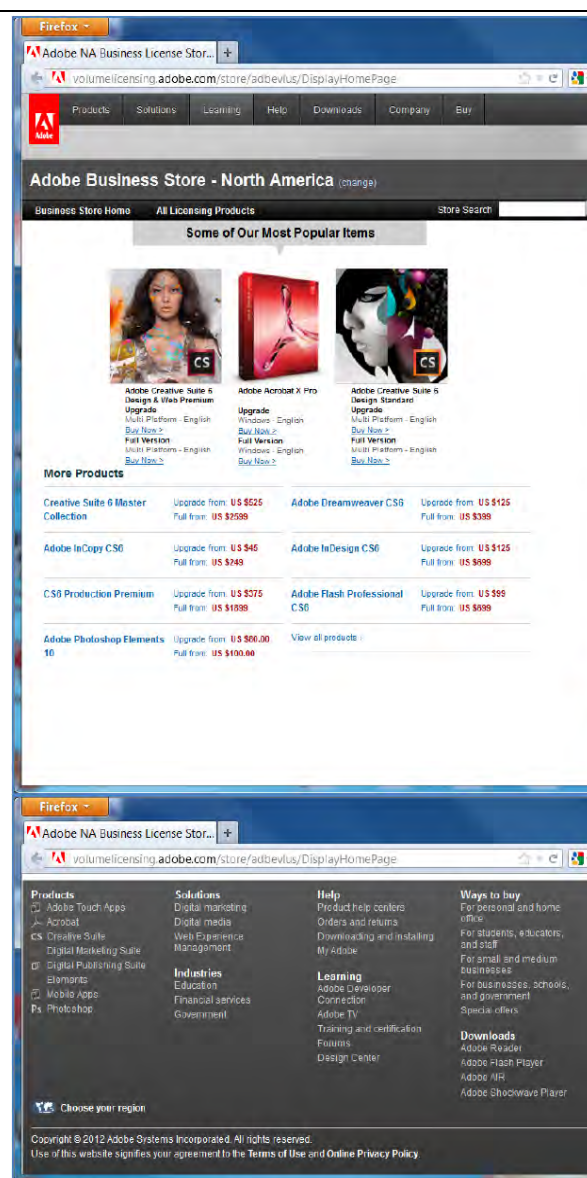 Firefox
Adobe NA Business License Stor... +
volumelicensing.adobe.com/store/adbevlus/DisplayHomePage
Adobe
Products Solutions Learning Help Downloads Company Buy
Adobe Business Store - North America (change)
Business Store Home All Licensing Products Store Search
Some of Our Most Popular Items
CS
CS
Adobe Creative Suite 6
Design & Web Premium
Upgrade
Multi Platform - English
Buy Now >
Full Version
Multi Platform - English
Buy Now >
Adobe Acrobat X Pro
Upgrade
Windows - English
Buy Now >
Full Version
Windows - English
Buy Now >
Adobe Creative Suite 6
Design Standard
Upgrade
Multi Platform - English
Buy Now >
Full Version
Multi Platform - English
Buy Now >
More Products
Creative Suite 6 Master Collection Upgrade from: US $525
Full from: US $2599
Adobe Dreamweaver CS6 Upgrade from: US $125
Full from: US $399
Adobe InCopy CS6 Upgrade from: US $45
Full from: US $249
Adobe InDesign CS6 Upgrade from: US $125
Full from: US $699
CS6 Production Premium Upgrade from: US $375
Full from: US $1899
Adobe Flash Professional CS6 Upgrade from: US $99
Full from: US $699
Adobe Photoshop Elements 10 Upgrade from: US $80.00
Full from: US $100.00
View all products ›
Firefox
Adobe NA Business License Stor... +
volumelicensing.adobe.com/store/adbevlus/DisplayHomePage
Products
Adobe Touch Apps
Acrobat
CS Creative Suite
Digital Marketing Suite
Digital Publishing Suite
Elements
Mobile Apps
Ps Photoshop
Solutions
Digital marketing
Digital media
Web Experience
Management
Industries
Education
Financial services
Government
Help
Product help centers
Orders and returns
Downloading and installing
My Adobe
Learning
Adobe Developer
Connection
Adobe TV
Training and certification
Forums
Design Center
Ways to buy
For personal and home
office
For students, educators,
and staff
For small and medium
businesses
For businesses, schools,
and government
Special offers
Downloads
Adobe Reader
Adobe Flash Player
Adobe AIR
Adobe Shockwave Player
Choose your region
Copyright © 2012 Adobe Systems Incorporated. All rights reserved.
Use of this website signifies your agreement to the Terms of Use and Online Privacy Policy